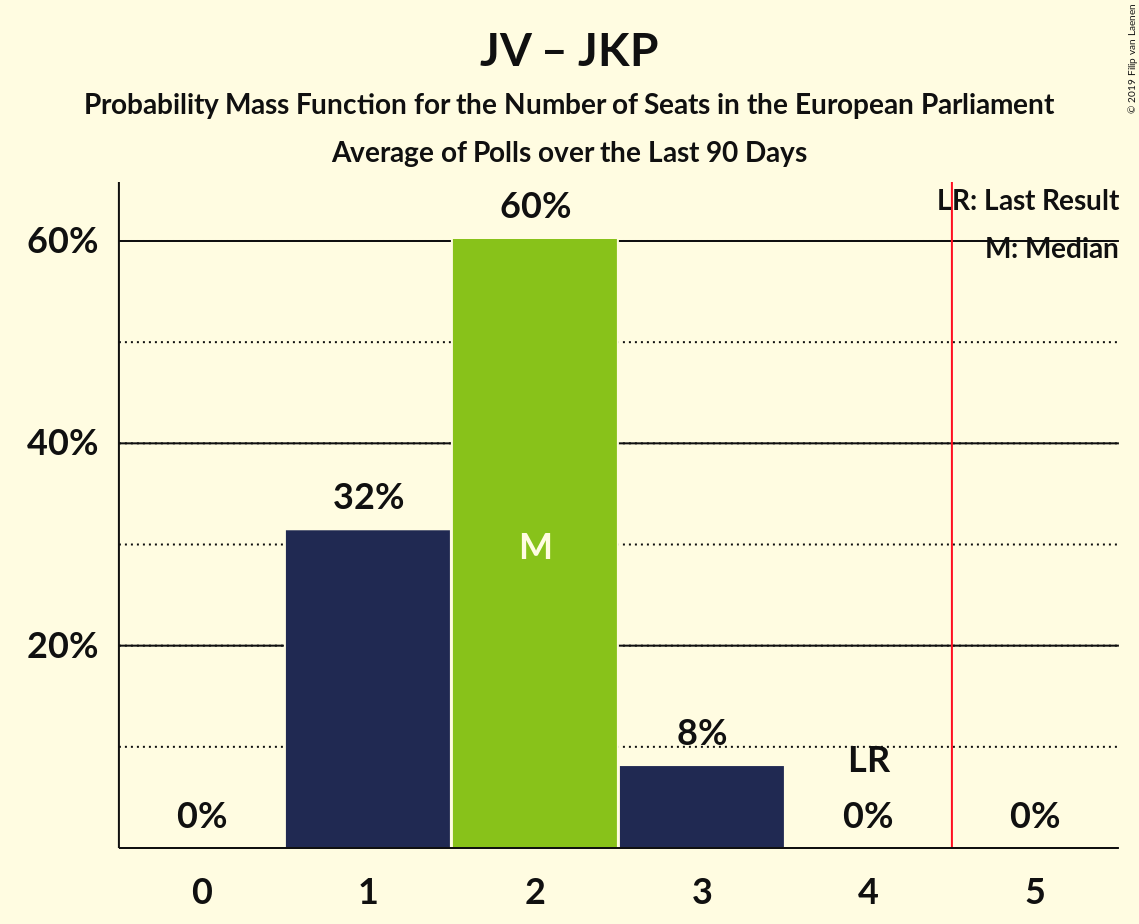 JV – JKP
Probability Mass Function for the Number of Seats in the European Parliament
Average of Polls over the Last 90 Days
© 2019 Filip van Laenen
LR: Last Result
M: Median
60%
40%
20%
0%
32%
60%
M
8%
LR
0%
0%
0
1
2
3
4
5